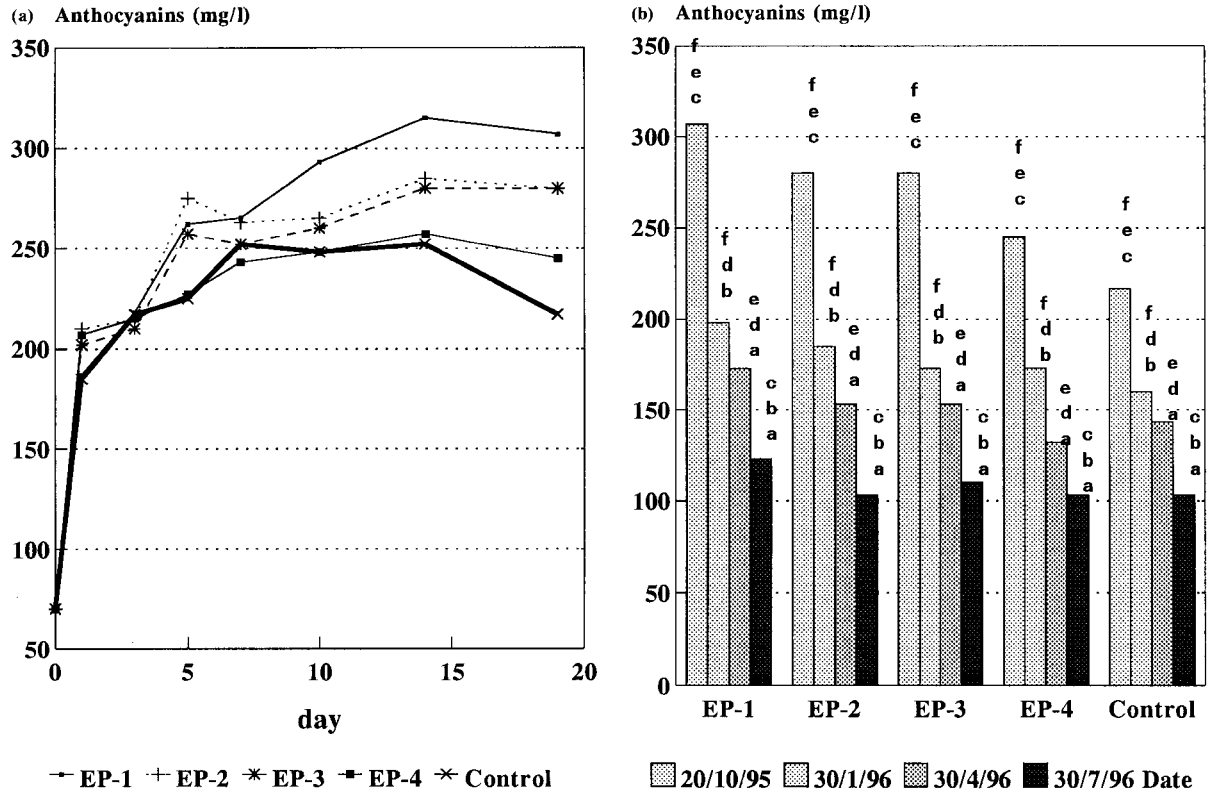 (a) Anthocyanins (mg/l)
350
300
250
200
150
100
50
0 5 10 15 20
day
EP-1 EP-2 EP-3 EP-4 Control
(b) Anthocyanins (mg/l)
350
300
250
200
150
100
50
0
f
e
c
f
d
b
e
d
a
c
b
a
f
e
c
f
d
b
e
d
a
c
b
a
f
e
c
f
d
b
e
d
a
c
b
a
f
e
c
f
d
b
e
d
a
c
b
a
f
e
c
f
d
b
e
d
a
c
b
a
EP-1 EP-2 EP-3 EP-4 Control
20/10/95 30/1/96 30/4/96 30/7/96 Date